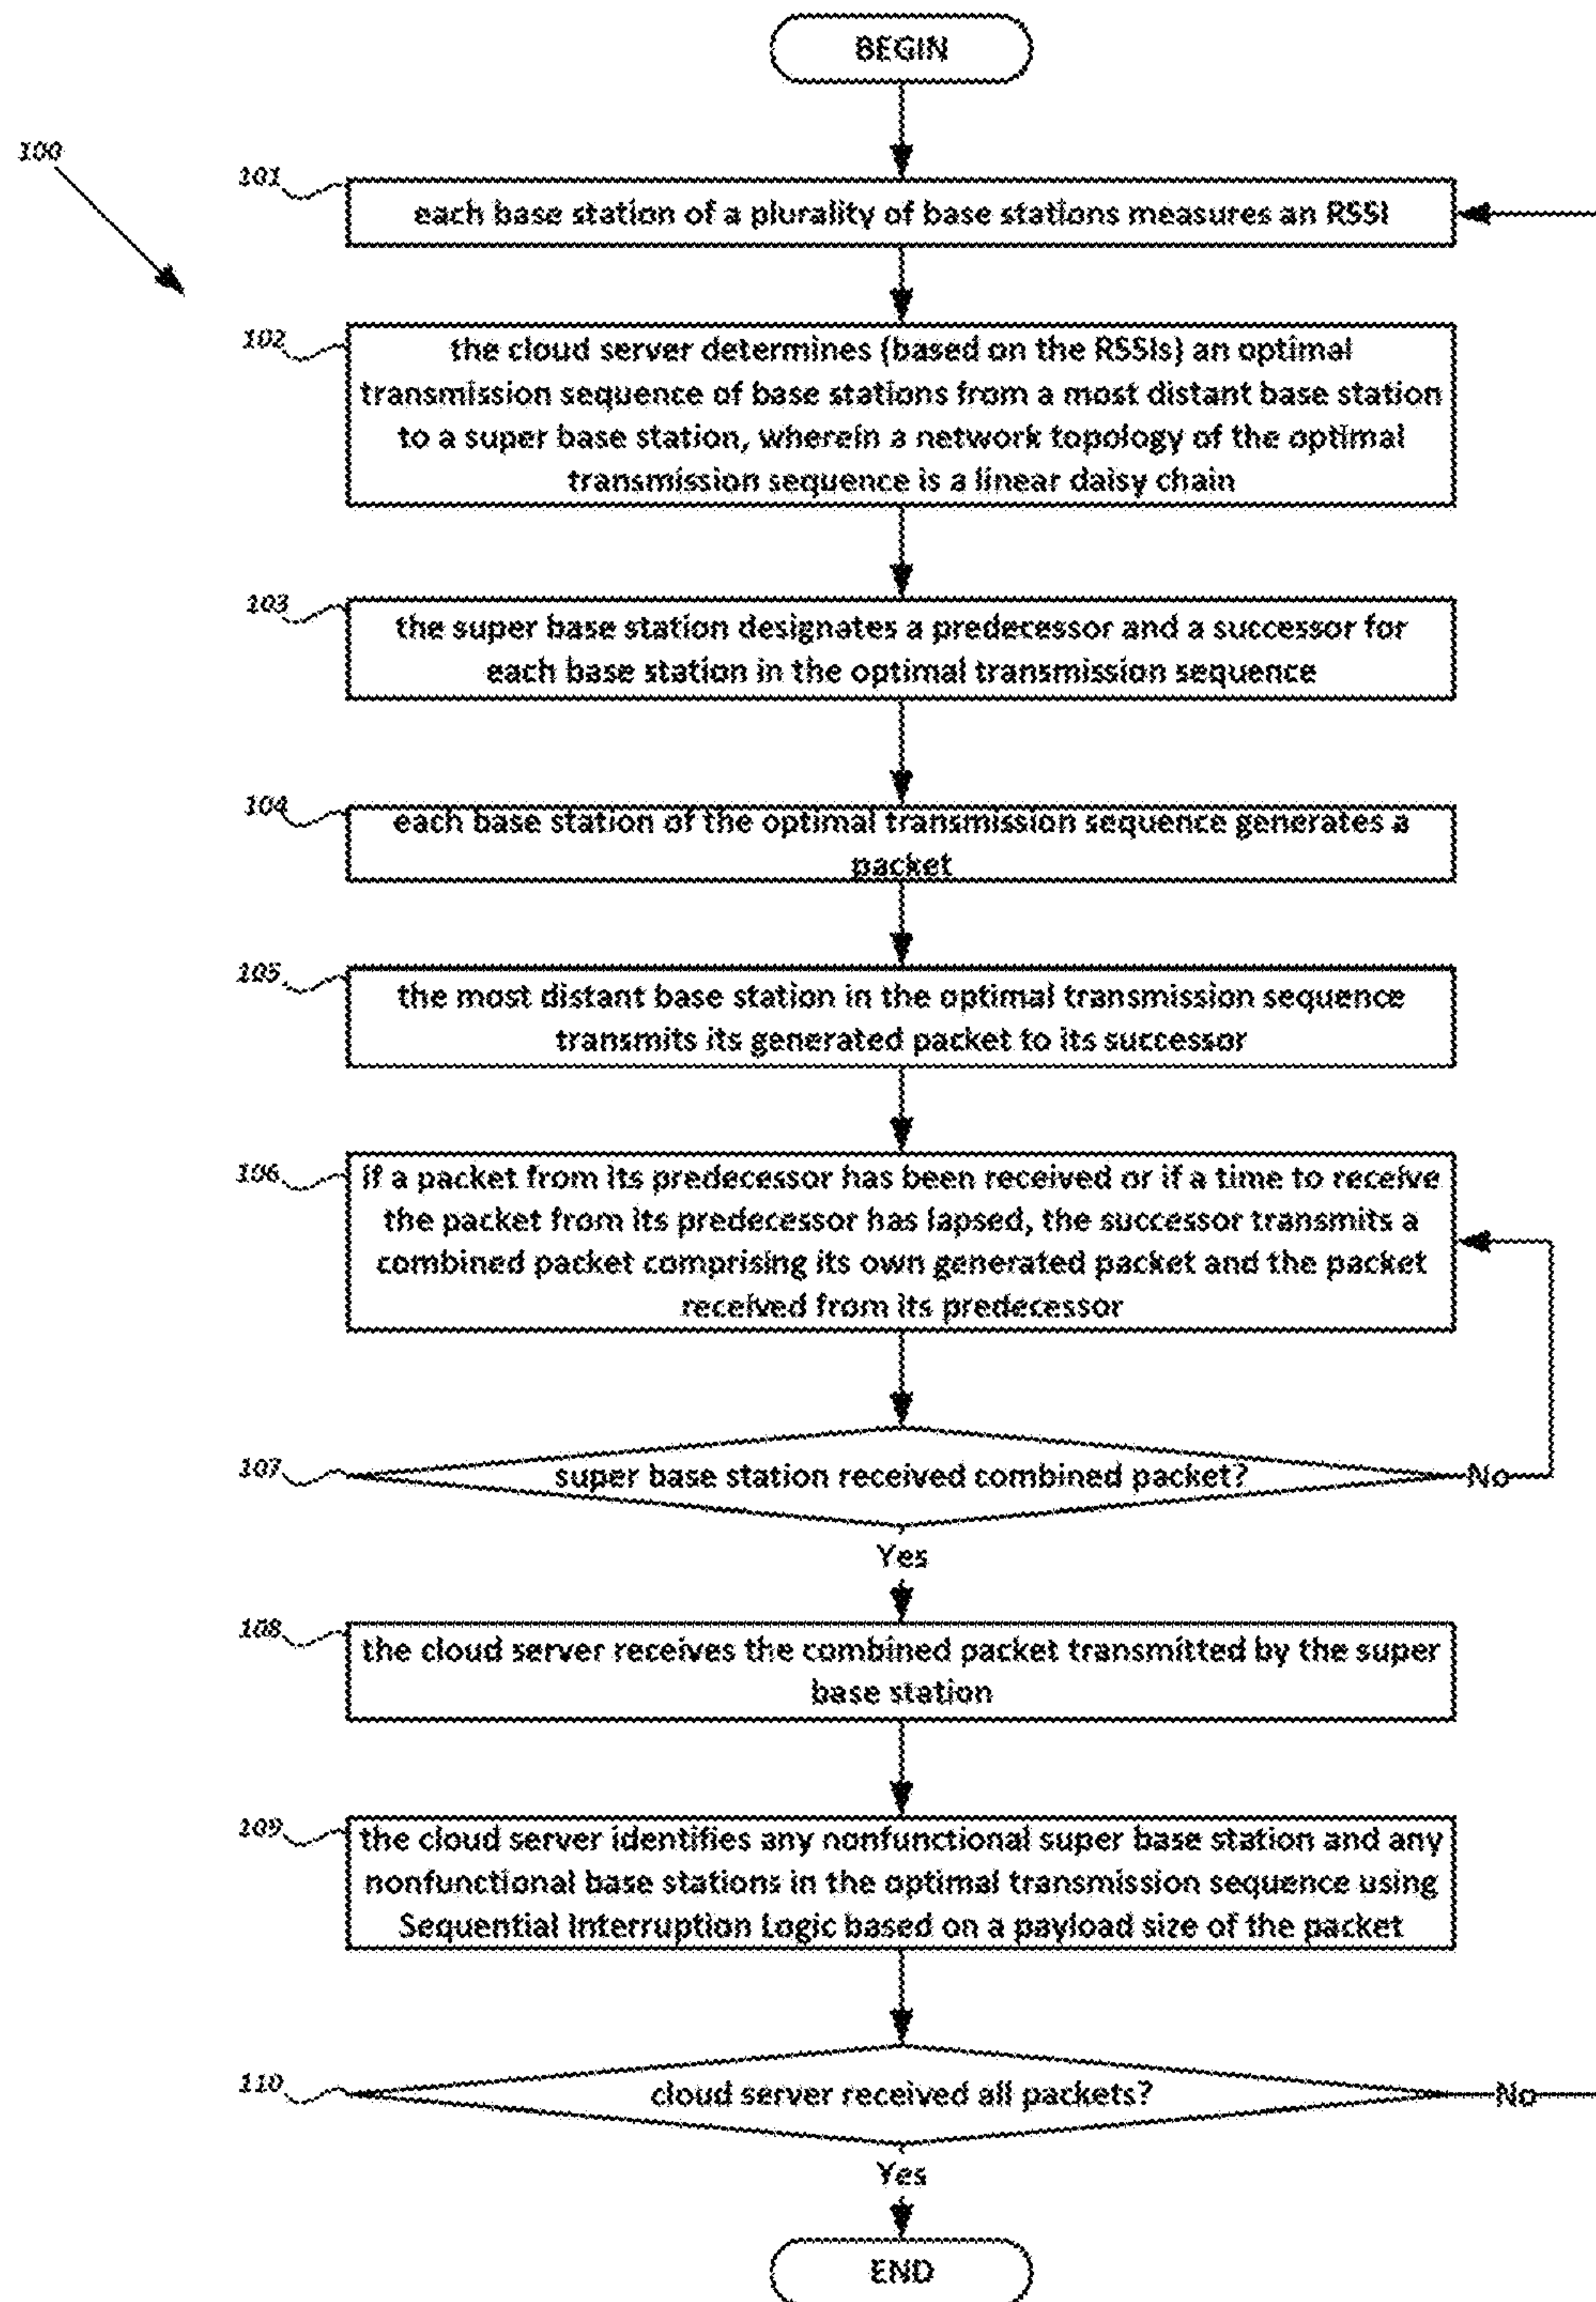 BEGIN
100
101
each base station of a plurality of base stations measures an RSSI
102
the cloud server determines (based on the RSSIs) an optimal
transmission sequence of base stations from a most distant base station
to a super base station, wherein a network topology of the optimal
transmission sequence is a linear daisy chain
103
the super base station designates a predecessor and a successor for
each base station in the optimal transmission sequence
104
each base station of the optimal transmission sequence generates a
packet
105
the most distant base station in the optimal transmission sequence
transmits its generated packet to its successor
106
if a packet from its predecessor has been received or if a time to receive
the packet from its predecessor has lapsed, the successor transmits a
combined packet comprising its own generated packet and the packet
received from its predecessor
107
super base station received combined packet?
No
Yes
108
the cloud server receives the combined packet transmitted by the super
base station
109
the cloud server identifies any nonfunctional super base station and any
nonfunctional base stations in the optimal transmission sequence using
Sequential Interruption Logic based on a payload size of the packet
110
cloud server received all packets?
No
Yes
END